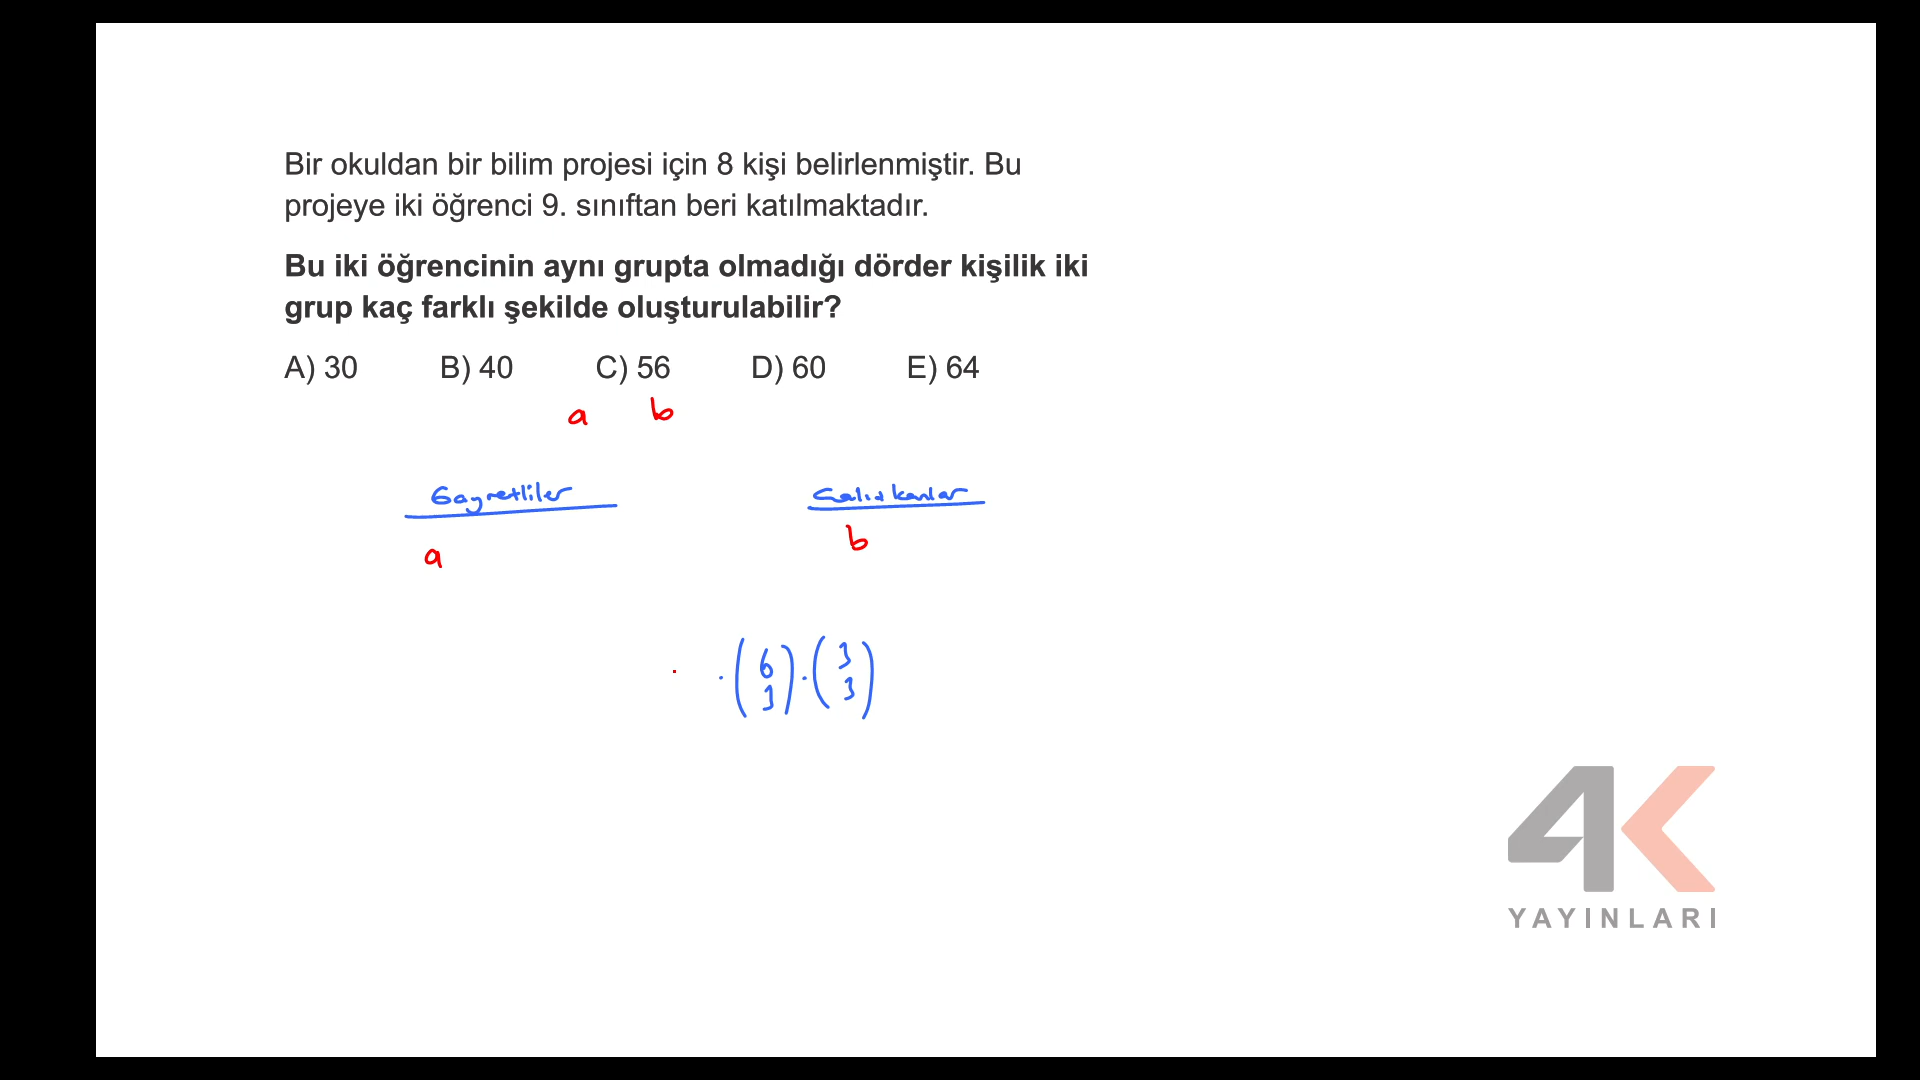 Bir okuldan bir bilim projesi için 8 kişi belirlenmiştir. Bu
projeye iki öğrenci 9. sınıftan beri katılmaktadır.
Bu iki öğrencinin aynı grupta olmadığı dörder kişilik iki
grup kaç farklı şekilde oluşturulabilir?
A) 30 B) 40 C) 56 D) 60 E) 64
a b
Gayretliler Çalışkanlar
a b
. (6 3) . (3 3)
4K
YAYINLARI